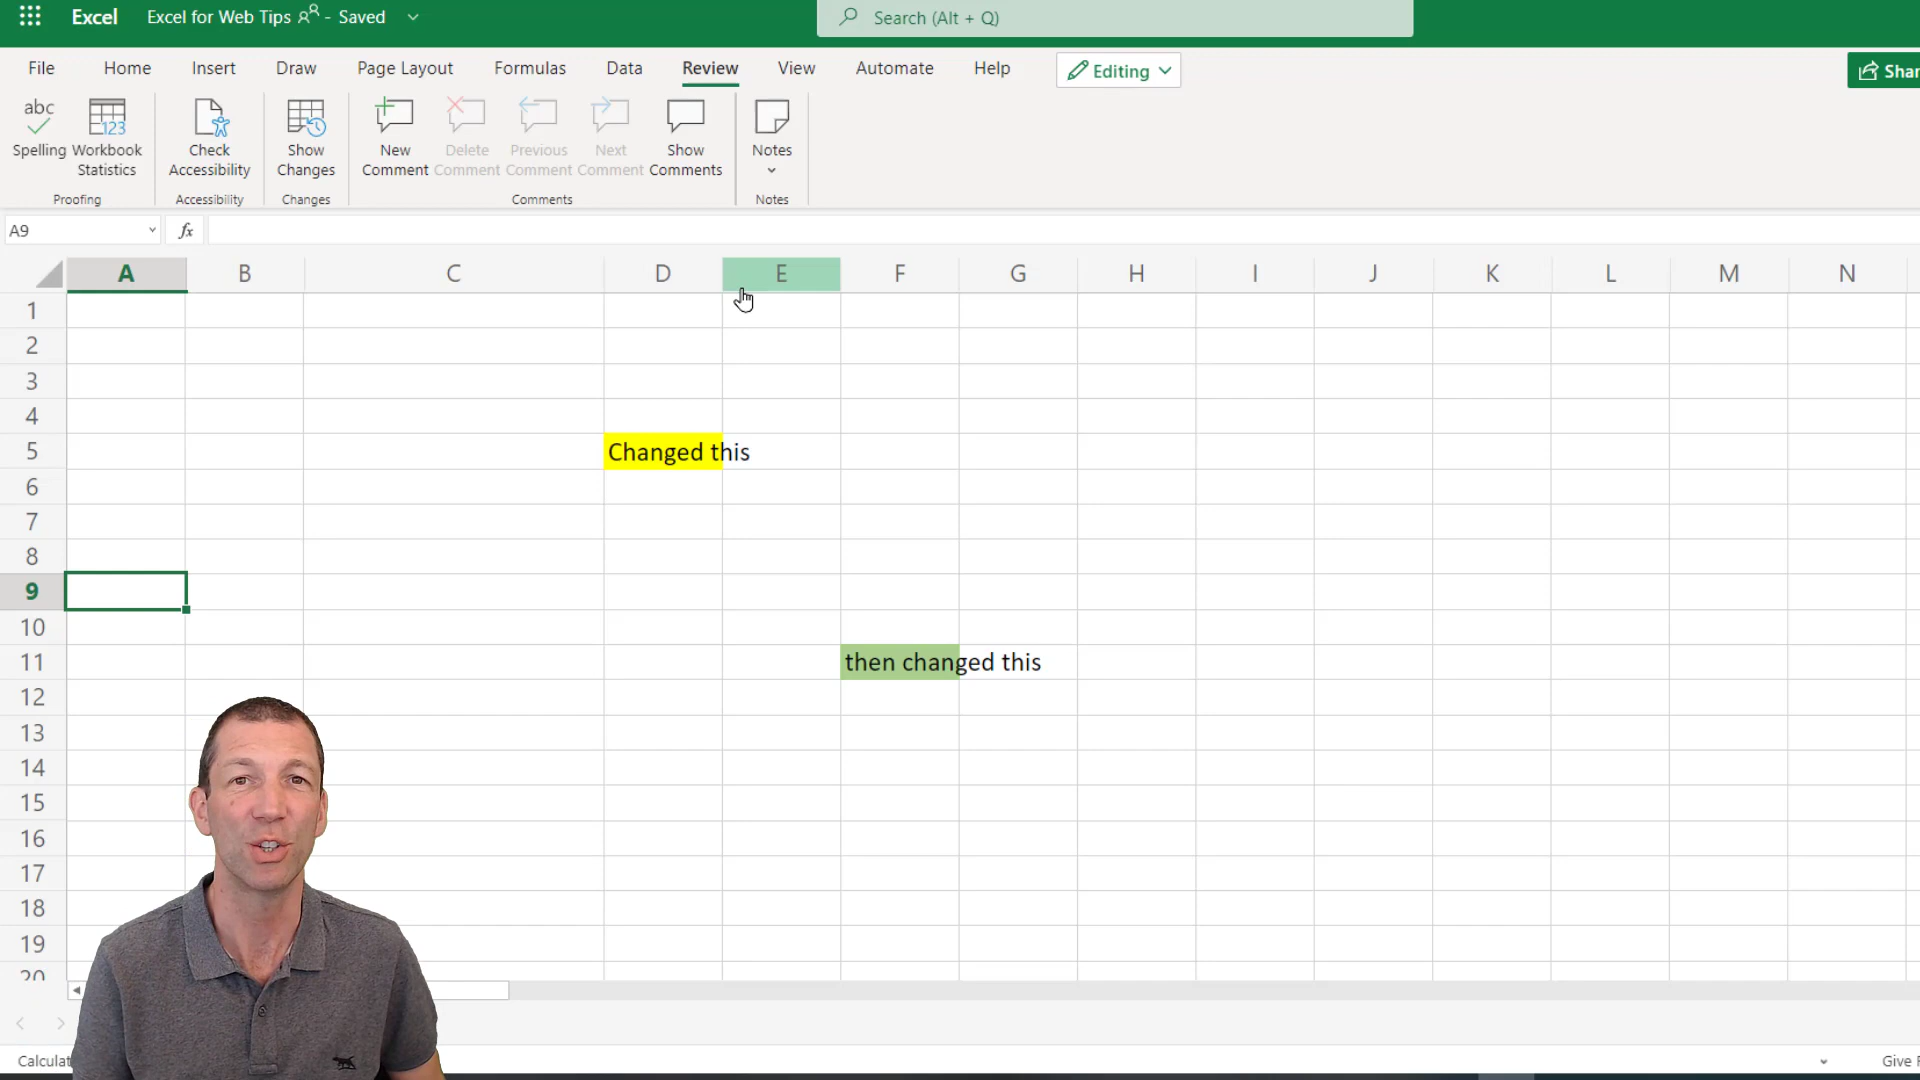 Excel Excel for Web Tips - Saved Search (Alt + Q)
File Home Insert Draw Page Layout Formulas Data Review View Automate Help Editing
abc 123
Spelling Workbook Statistics Check Accessibility Show Changes New Comment Delete Comment Previous Comment Next Comment Show Comments Notes
Proofing Accessibility Changes Comments Notes
A9 fx
A B C D E F G H I J K L M N
1
2
3
4
5 Changed this
6
7
8
9
10
11 then changed this
12
13
14
15
16
17
18
19
20